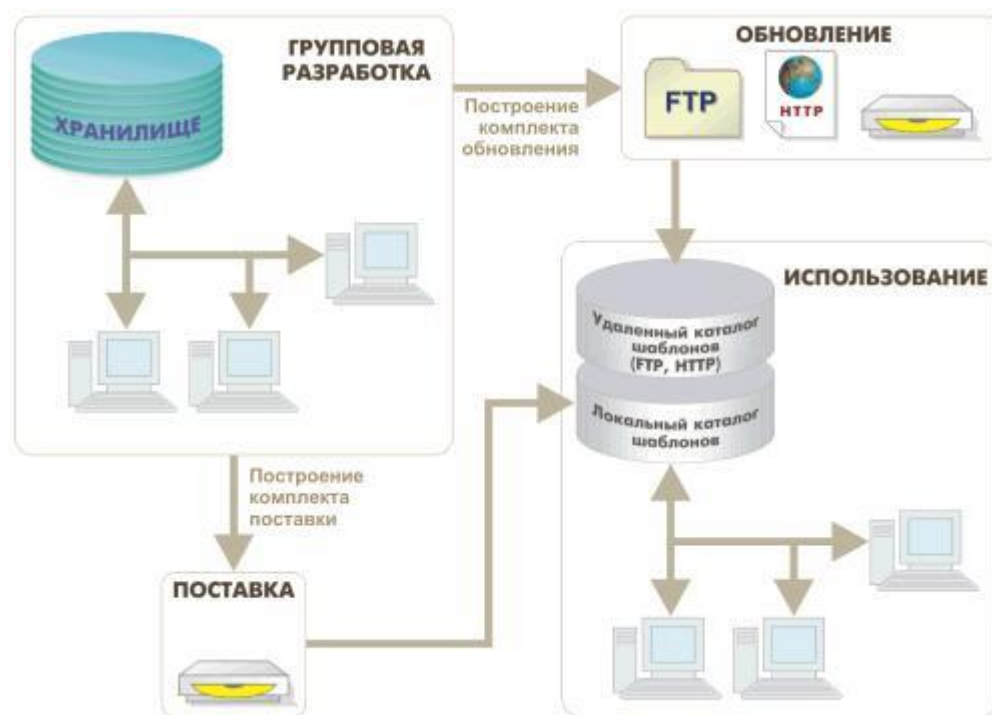 ГРУППОВАЯ
РАЗРАБОТКА
ХРАНИЛИЩЕ
Построение
комплекта
обновления
ОБНОВЛЕНИЕ
FTP
HTTP
ИСПОЛЬЗОВАНИЕ
Удаленный каталог
шаблонов
(FTP, HTTP)
Локальный каталог
шаблонов
Построение
комплекта
поставки
ПОСТАВКА